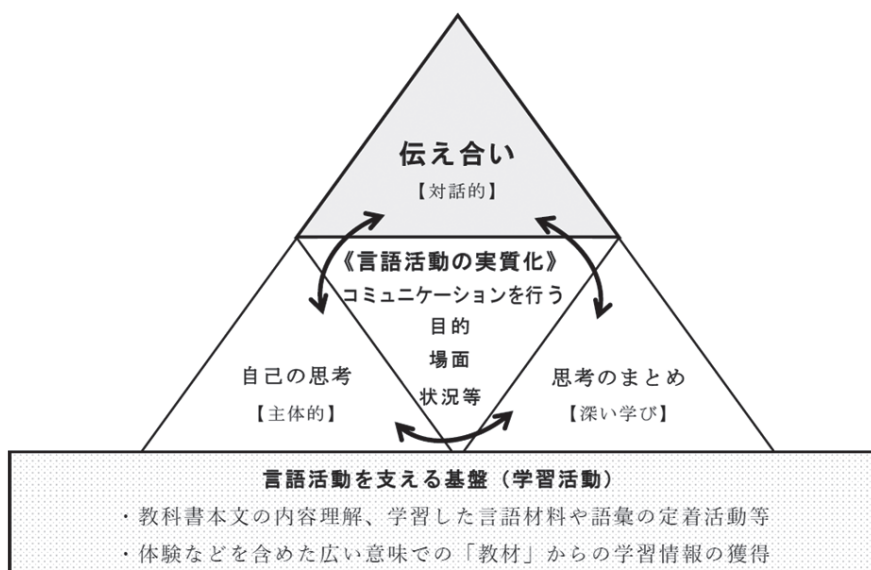 伝え合い
【対話的】
《言語活動の実質化》
コミュニケーションを行う
目的
場面
状況等
自己の思考
【主体的】
思考のまとめ
【深い学び】
言語活動を支える基盤（学習活動）
・教科書本文の内容理解、学習した言語材料や語彙の定着活動等
・体験などを含めた広い意味での「教材」からの学習情報の獲得